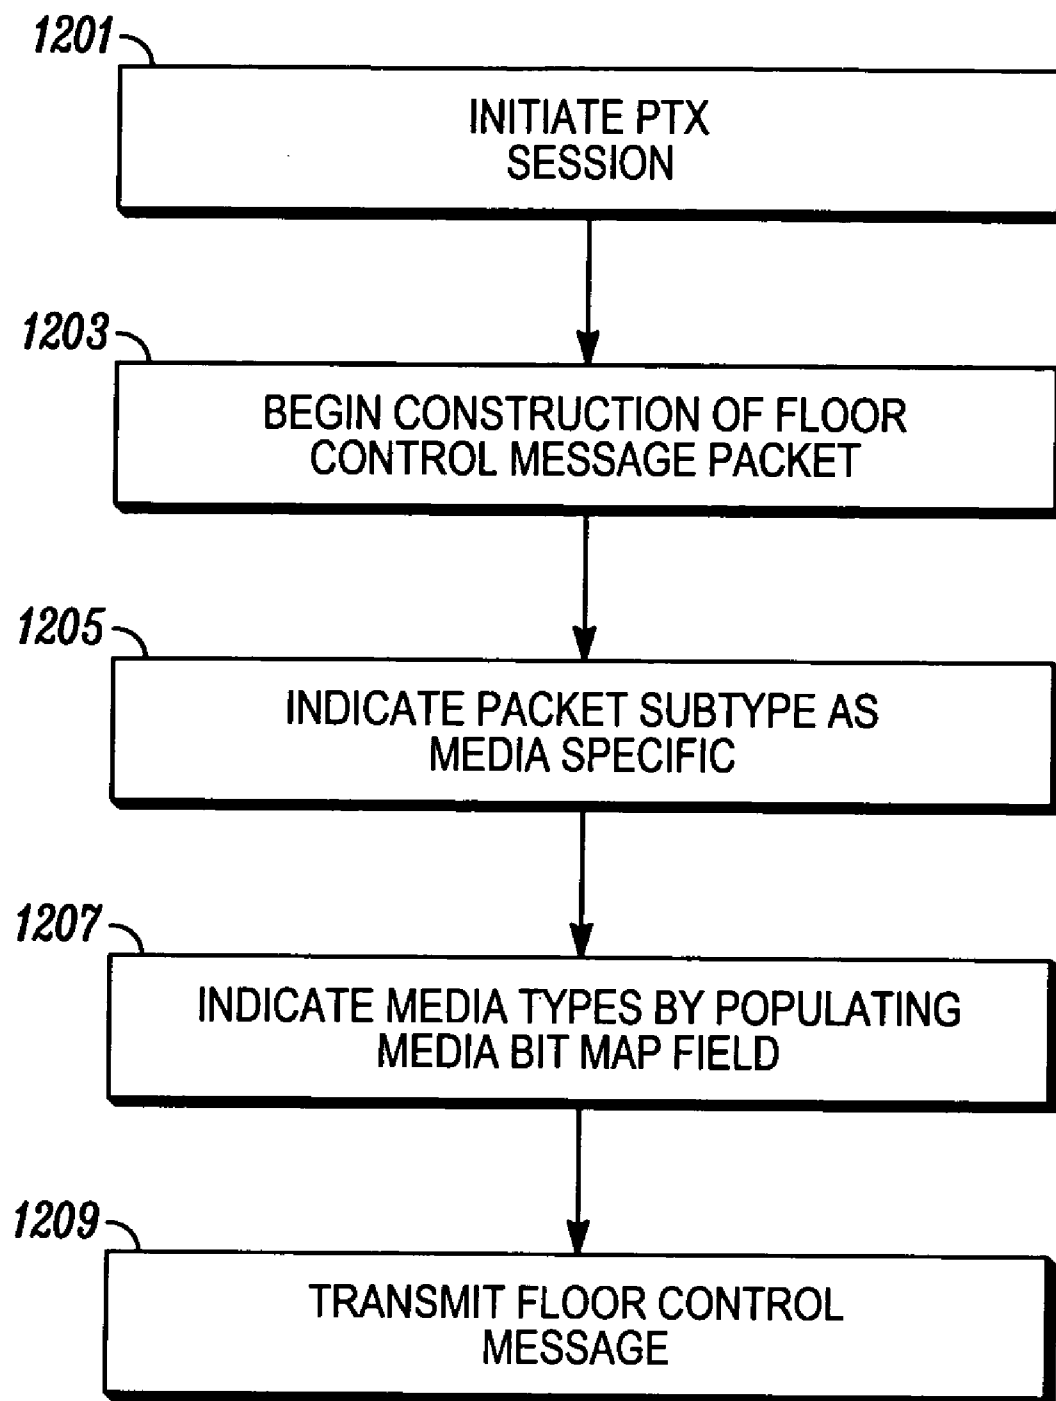 1201
INITIATE PTX
SESSION
1203
BEGIN CONSTRUCTION OF FLOOR
CONTROL MESSAGE PACKET
1205
INDICATE PACKET SUBTYPE AS
MEDIA SPECIFIC
1207
INDICATE MEDIA TYPES BY POPULATING
MEDIA BIT MAP FIELD
1209
TRANSMIT FLOOR CONTROL
MESSAGE